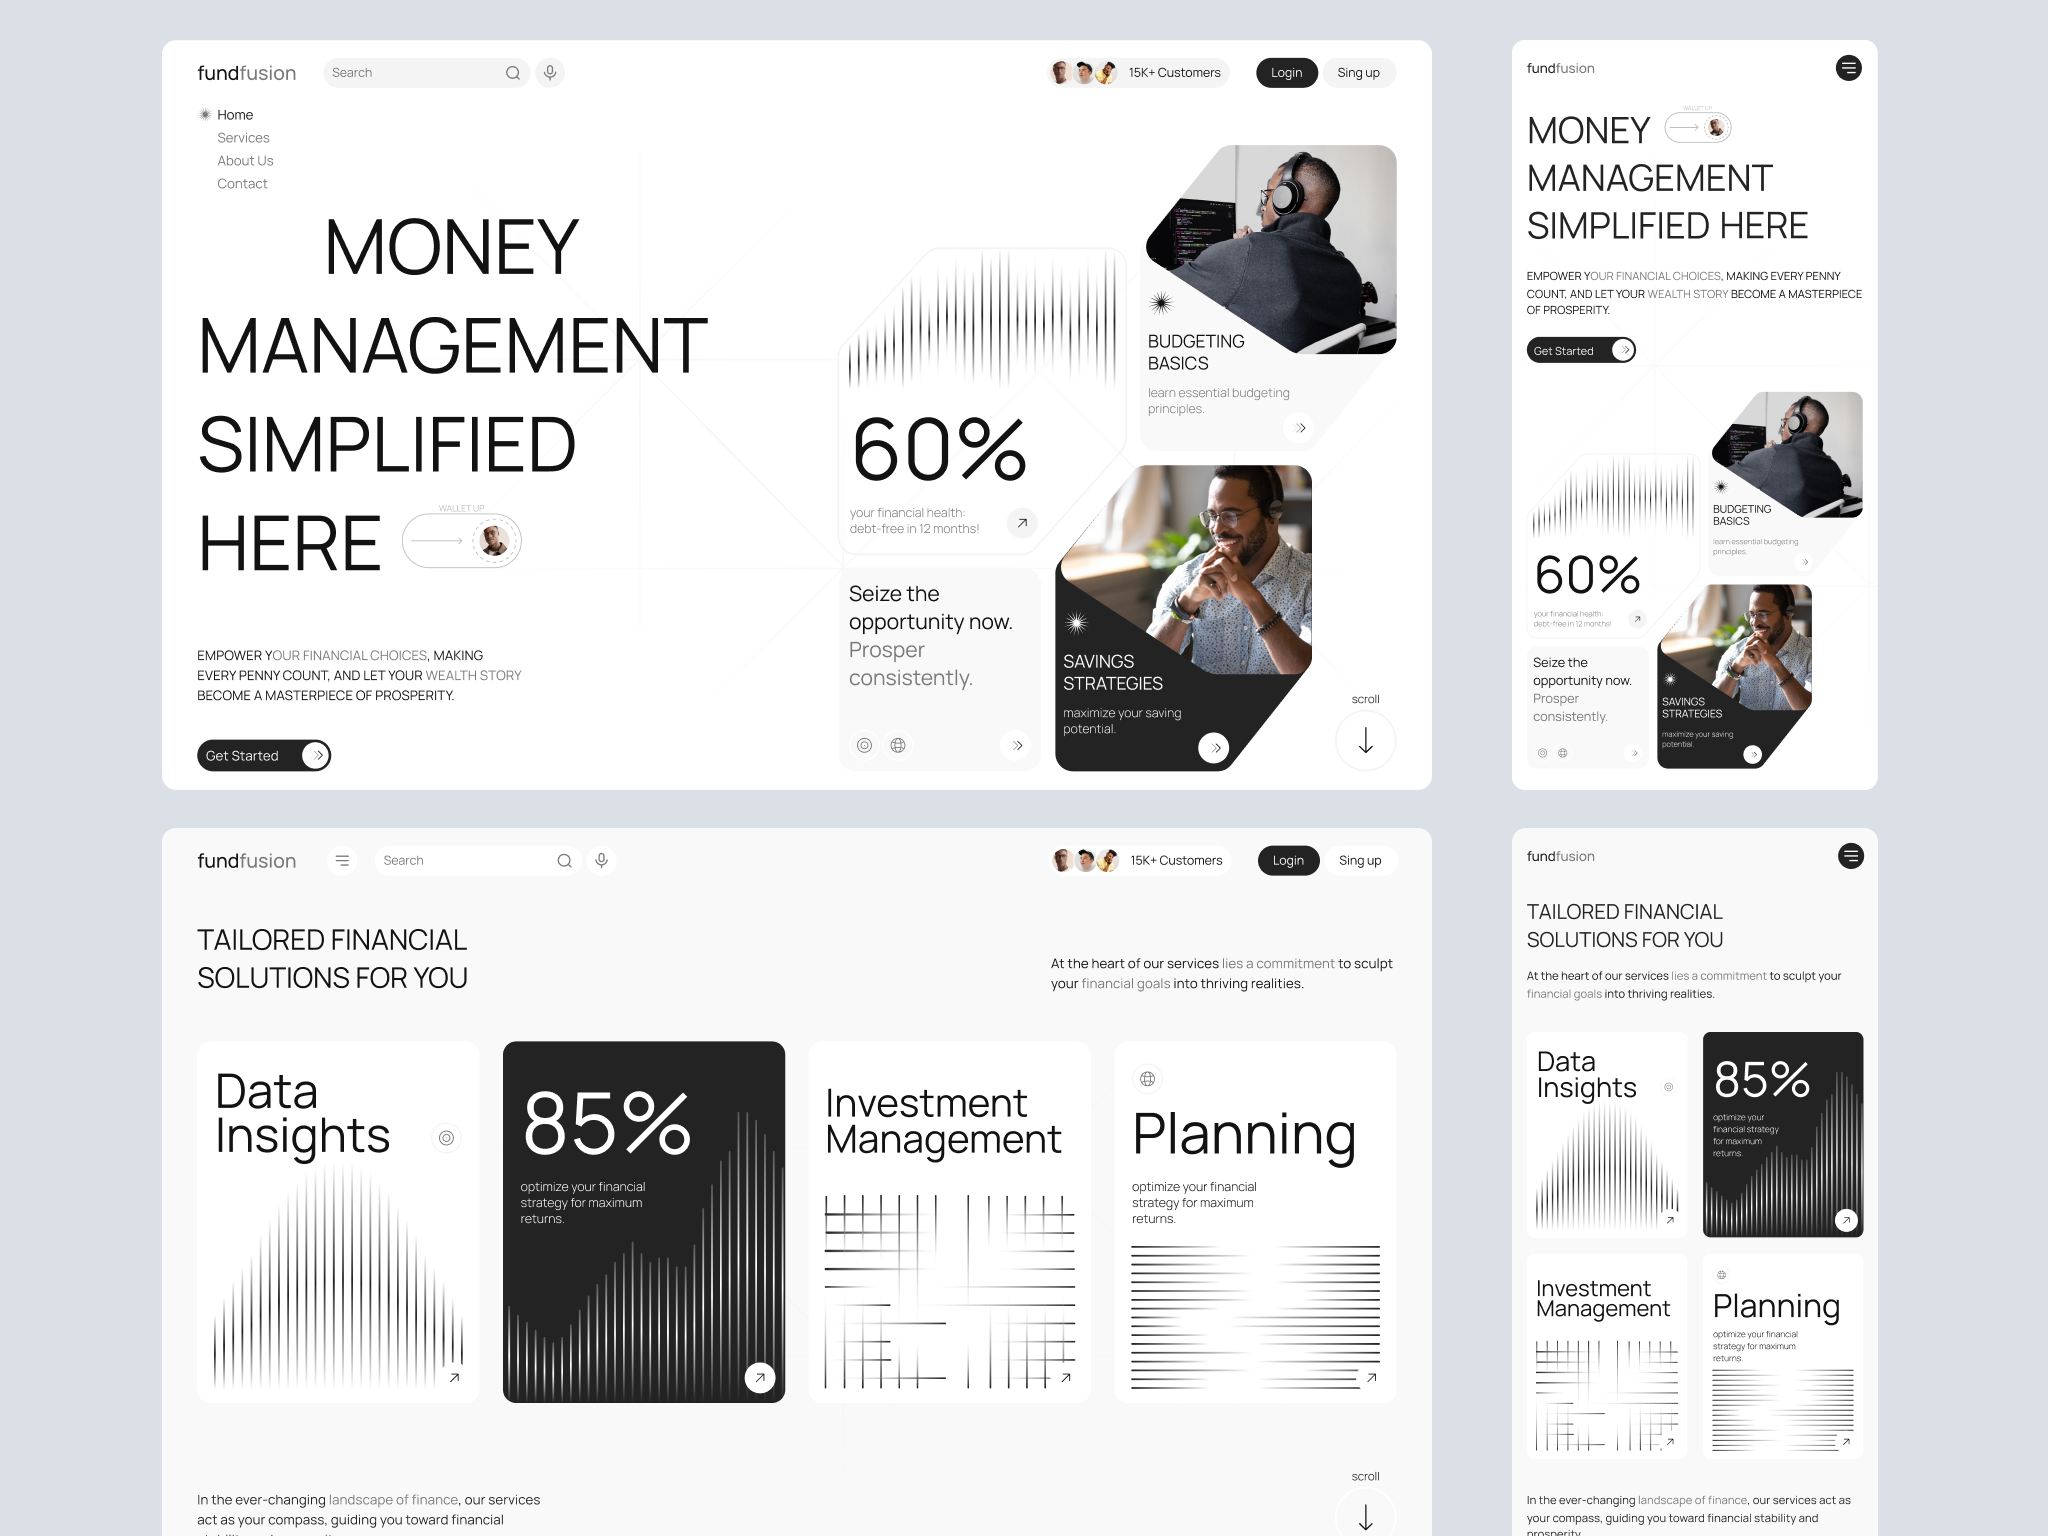 fundfusion
Search
15K+ Customers
Login
Sing up
Home
Services
About Us
Contact
MONEY
MANAGEMENT
SIMPLIFIED
HERE
WALLET UP
EMPOWER YOUR FINANCIAL CHOICES, MAKING
EVERY PENNY COUNT, AND LET YOUR WEALTH STORY
BECOME A MASTERPIECE OF PROSPERITY.
Get Started
60%
your financial health:
debt-free in 12 months!
BUDGETING
BASICS
learn essential budgeting
principles.
Seize the
opportunity now.
Prosper
consistently.
SAVINGS
STRATEGIES
maximize your saving
potential.
scroll
fundfusion
MONEY
WALLET UP
MANAGEMENT
SIMPLIFIED HERE
EMPOWER YOUR FINANCIAL CHOICES, MAKING EVERY PENNY
COUNT, AND LET YOUR WEALTH STORY BECOME A MASTERPIECE
OF PROSPERITY.
Get Started
BUDGETING
BASICS
learn essential budgeting
principles.
60%
your financial health:
debt-free in 12 months!
Seize the
opportunity now.
Prosper
consistently.
SAVINGS
STRATEGIES
maximize your saving
potential.
fundfusion
Search
15K+ Customers
Login
Sing up
TAILORED FINANCIAL
SOLUTIONS FOR YOU
At the heart of our services lies a commitment to sculpt
your financial goals into thriving realities.
Data
Insights
85%
optimize your financial
strategy for maximum
returns.
Investment
Management
Planning
optimize your financial
strategy for maximum
returns.
scroll
In the ever-changing landscape of finance, our services
act as your compass, guiding you toward financial
fundfusion
TAILORED FINANCIAL
SOLUTIONS FOR YOU
At the heart of our services lies a commitment to sculpt your
financial goals into thriving realities.
Data
Insights
85%
optimize your
financial strategy
for maximum
returns.
Investment
Management
Planning
optimize your financial
strategy for maximum
returns.
In the ever-changing landscape of finance, our services act as
your compass, guiding you toward financial stability and
prosperity